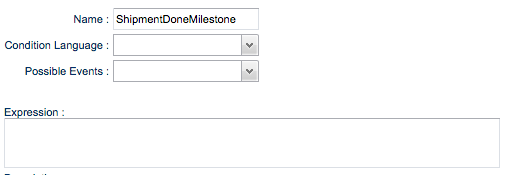 Name : ShipmentDoneMilestone
Condition Language :
Possible Events :
Expression :